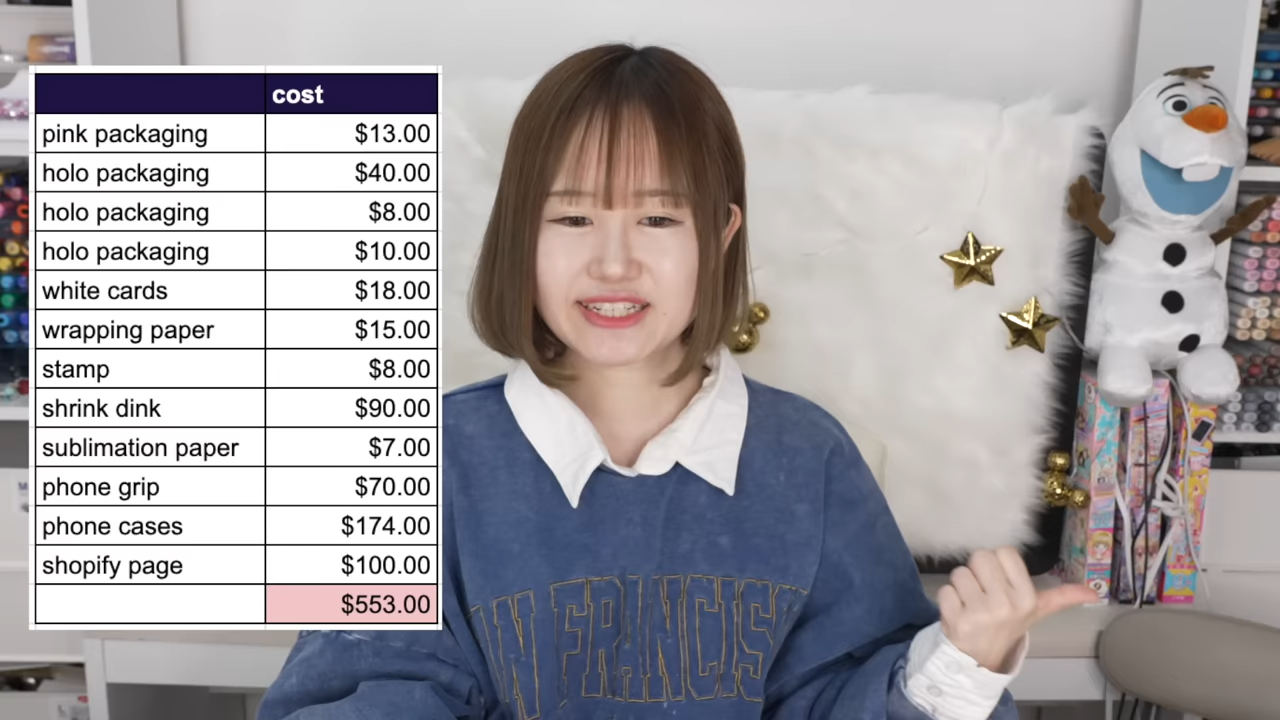 cost
pink packaging $13.00
holo packaging $40.00
holo packaging $8.00
holo packaging $10.00
white cards $18.00
wrapping paper $15.00
stamp $8.00
shrink dink $90.00
sublimation paper $7.00
phone grip $70.00
phone cases $174.00
shopify page $100.00
$553.00
N FRANCIS